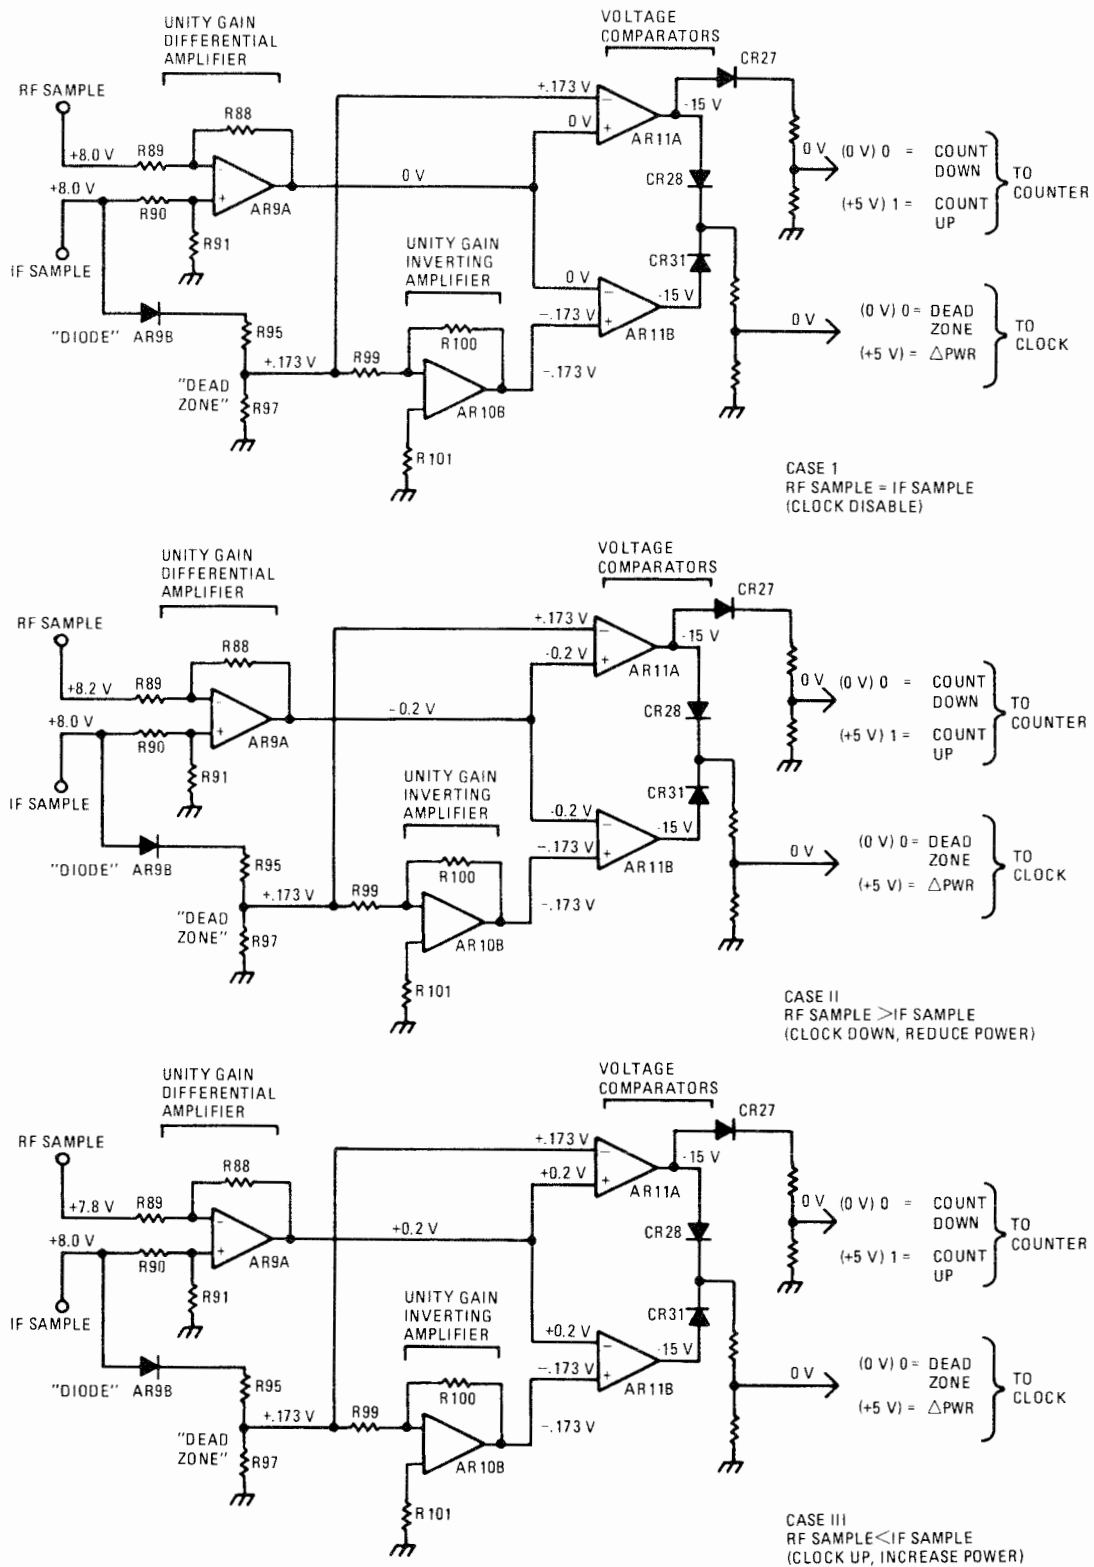 UNITY GAIN
DIFFERENTIAL
AMPLIFIER
VOLTAGE
COMPARATORS
CR27
RF SAMPLE
+.173 V
-15 V
R88
0 V
AR11A
+8.0 V
R89
0 V
(0 V) 0 = COUNT
DOWN
TO
COUNTER
+8.0 V
0 V
CR28
(+5 V) 1 = COUNT
UP
R90
AR9A
R91
UNITY GAIN
INVERTING
AMPLIFIER
IF SAMPLE
CR31
0 V
-15 V
"DIODE"
AR9B
R95
R100
-.173 V
AR11B
0 V
(0 V) 0 = DEAD
ZONE
TO
CLOCK
+.173 V
R99
-.173 V
(+5 V) = △PWR
"DEAD
ZONE"
R97
AR10B
R101
CASE I
RF SAMPLE = IF SAMPLE
(CLOCK DISABLE)
UNITY GAIN
DIFFERENTIAL
AMPLIFIER
VOLTAGE
COMPARATORS
CR27
RF SAMPLE
+.173 V
-15 V
R88
-0.2 V
AR11A
+8.2 V
R89
0 V
(0 V) 0 = COUNT
DOWN
TO
COUNTER
+8.0 V
-0.2 V
CR28
(+5 V) 1 = COUNT
UP
R90
AR9A
R91
UNITY GAIN
INVERTING
AMPLIFIER
IF SAMPLE
CR31
-0.2 V
-15 V
"DIODE"
AR9B
R95
R100
-.173 V
AR11B
0 V
(0 V) 0 = DEAD
ZONE
TO
CLOCK
+.173 V
R99
-.173 V
(+5 V) = △PWR
"DEAD
ZONE"
R97
AR10B
R101
CASE II
RF SAMPLE >IF SAMPLE
(CLOCK DOWN, REDUCE POWER)
UNITY GAIN
DIFFERENTIAL
AMPLIFIER
VOLTAGE
COMPARATORS
CR27
RF SAMPLE
+.173 V
-15 V
R88
+0.2 V
AR11A
+7.8 V
R89
0 V
(0 V) 0 = COUNT
DOWN
TO
COUNTER
+8.0 V
+0.2 V
CR28
(+5 V) 1 = COUNT
UP
R90
AR9A
R91
UNITY GAIN
INVERTING
AMPLIFIER
IF SAMPLE
CR31
+0.2 V
-15 V
"DIODE"
AR9B
R95
R100
-.173 V
AR11B
0 V
(0 V) 0 = DEAD
ZONE
TO
CLOCK
+.173 V
R99
-.173 V
(+5 V) = △PWR
"DEAD
ZONE"
R97
AR10B
R101
CASE III
RF SAMPLE<IF SAMPLE
(CLOCK UP, INCREASE POWER)